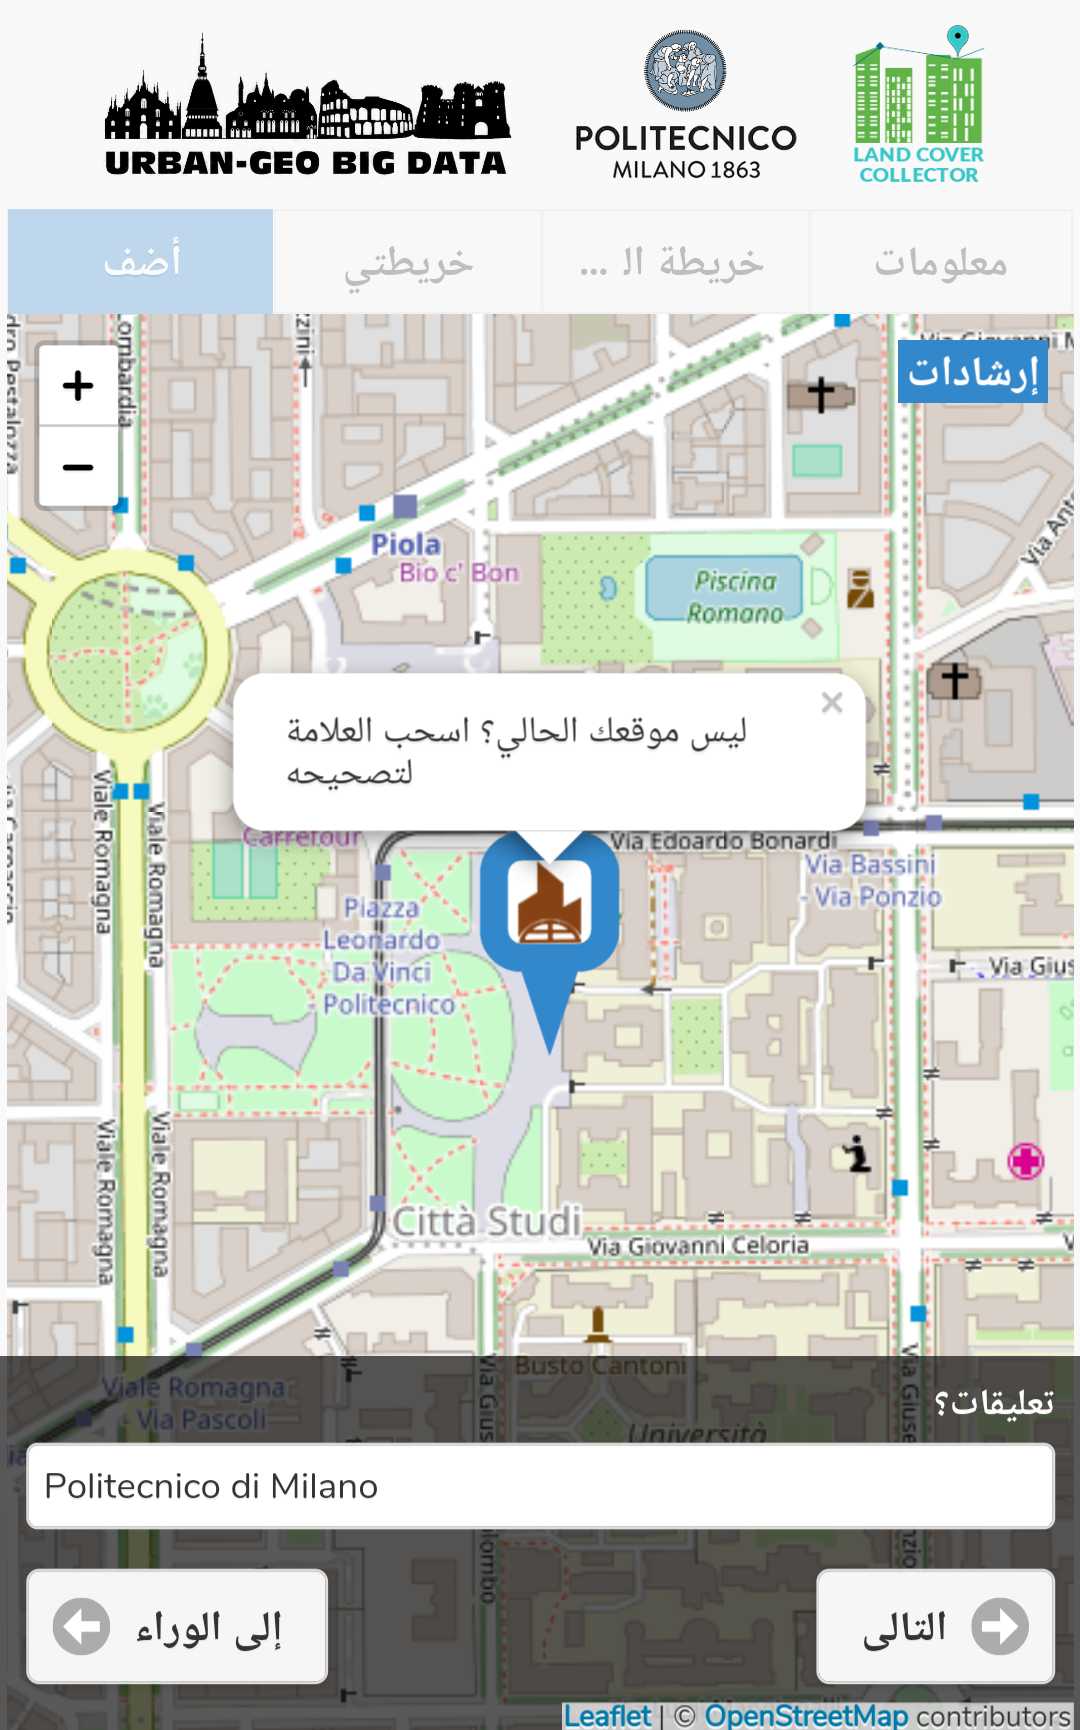 URBAN-GEO BIG DATA
POLITECNICO
MILANO 1863
LAND COVER
COLLECTOR
أضف
خريطتي
خريطة ال ...
معلومات
إرشادات
+
−
Piola
Bio c' Bon
Piscina
Romano
ليس موقعك الحالي؟ اسحب العلامة
لتصحيحه
×
Carrefour
Via Edoardo Bonardi
Via Bassini
- Via Ponzio
Piazza
Leonardo
Da Vinci
- Politecnico
Viale Romagna
Viale Romagna
Viale Romagna
Viale Romagna
Città Studi
Via Giovanni Celoria
Busto Cantoni
Viale Romagna
- Via Pascoli
Università
تعليقات؟
Politecnico di Milano
إلى الوراء
التالى
Leaflet | © OpenStreetMap contributors